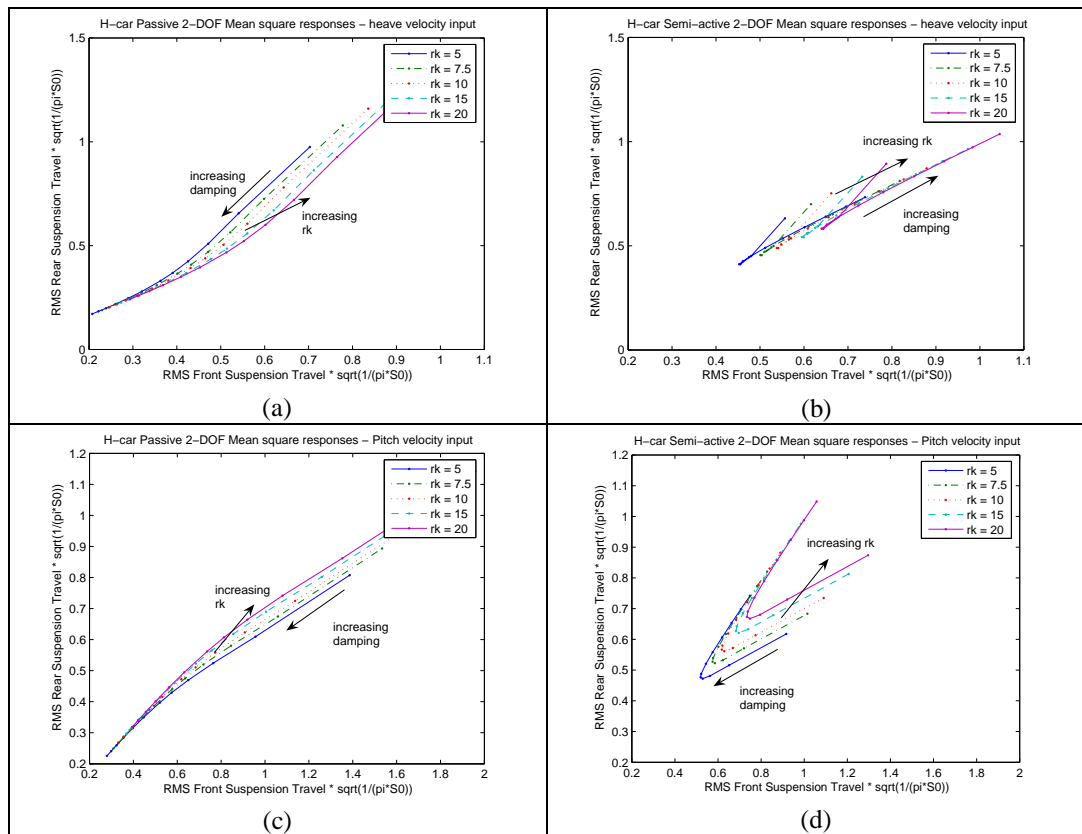 H-car Passive 2-DOF Mean square responses - heave velocity input
1.5
1
0.5
0
RMS Rear Suspension Travel * sqrt(1/(pi*S0))
rk = 5
rk = 7.5
rk = 10
rk = 15
rk = 20
increasing
damping
increasing
rk
0.2 0.3 0.4 0.5 0.6 0.7 0.8 0.9 1 1.1
RMS Front Suspension Travel * sqrt(1/(pi*S0))
(a)
H-car Semi-active 2-DOF Mean square responses - heave velocity input
1.5
1
0.5
0
RMS Rear Suspension Travel * sqrt(1/(pi*S0))
rk = 5
rk = 7.5
rk = 10
rk = 15
rk = 20
increasing rk
increasing
damping
0.2 0.3 0.4 0.5 0.6 0.7 0.8 0.9 1 1.1
RMS Front Suspension Travel * sqrt(1/(pi*S0))
(b)
H-car Passive 2-DOF Mean square responses - Pitch velocity input
1.2
1.1
1
0.9
0.8
0.7
0.6
0.5
0.4
0.3
0.2
RMS Rear Suspension Travel * sqrt(1/(pi*S0))
rk = 5
rk = 7.5
rk = 10
rk = 15
rk = 20
increasing
rk
increasing
damping
0.2 0.4 0.6 0.8 1 1.2 1.4 1.6 1.8 2
RMS Front Suspension Travel * sqrt(1/(pi*S0))
(c)
H-car Semi-active 2-DOF Mean square responses - Pitch velocity input
1.2
1.1
1
0.9
0.8
0.7
0.6
0.5
0.4
0.3
0.2
RMS Rear Suspension Travel * sqrt(1/(pi*S0))
rk = 5
rk = 7.5
rk = 10
rk = 15
rk = 20
increasing rk
increasing
damping
0.2 0.4 0.6 0.8 1 1.2 1.4 1.6 1.8 2
RMS Front Suspension Travel * sqrt(1/(pi*S0))
(d)